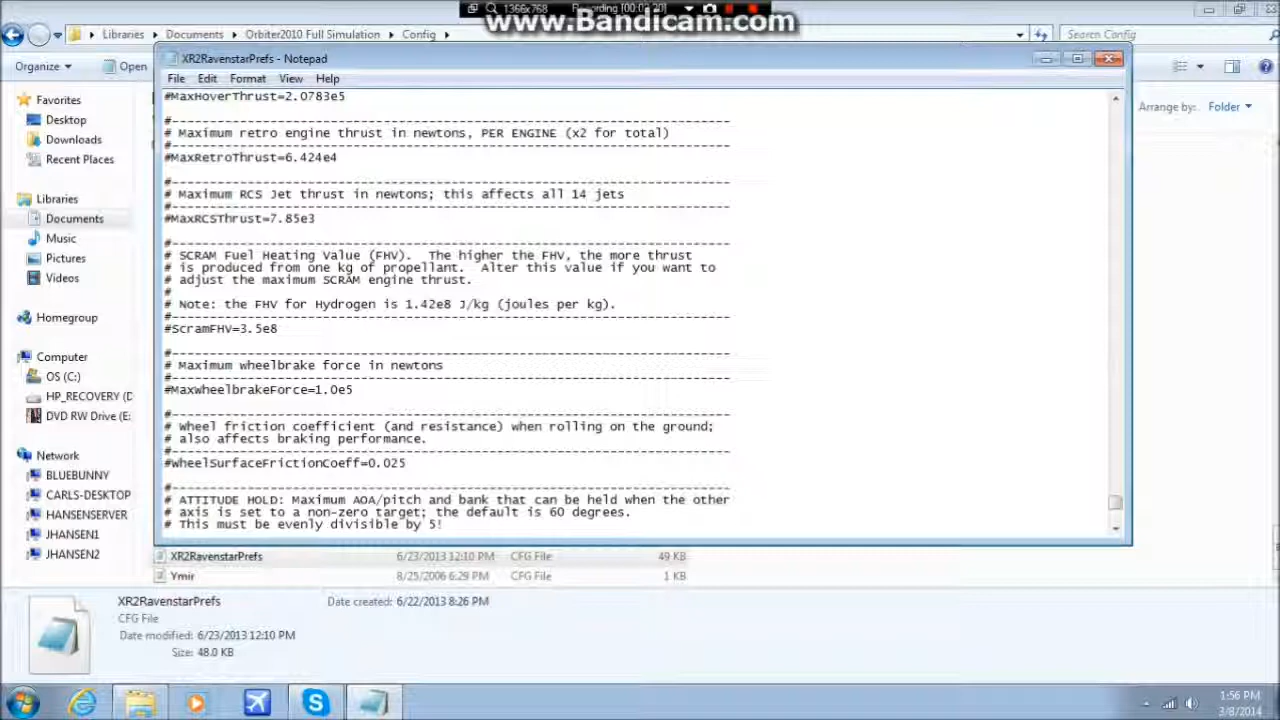 1366x768 Recording [00:03:20]
www.Bandicam.com
Libraries Documents Orbiter2010 Full Simulation Config Search Config
XR2RavenstarPrefs - Notepad
Organize Open
File Edit Format View Help
#MaxHoverThrust=2.0783e5
#---------------------------------------------------------------------------
# Maximum retro engine thrust in newtons, PER ENGINE (x2 for total)
#---------------------------------------------------------------------------
#MaxRetroThrust=6.424e4
#---------------------------------------------------------------------------
# Maximum RCS Jet thrust in newtons; this affects all 14 jets
#---------------------------------------------------------------------------
#MaxRCSThrust=7.85e3
#---------------------------------------------------------------------------
# SCRAM Fuel Heating Value (FHV).  The higher the FHV, the more thrust
# is produced from one kg of propellant.  Alter this value if you want to
# adjust the maximum SCRAM engine thrust.
#
# Note: the FHV for Hydrogen is 1.42e8 J/kg (joules per kg).
#---------------------------------------------------------------------------
#ScramFHV=3.5e8
#---------------------------------------------------------------------------
# Maximum wheelbrake force in newtons
#---------------------------------------------------------------------------
#MaxWheelbrakeForce=1.0e5
#---------------------------------------------------------------------------
# Wheel friction coefficient (and resistance) when rolling on the ground;
# also affects braking performance.
#---------------------------------------------------------------------------
#WheelSurfaceFrictionCoeff=0.025
#---------------------------------------------------------------------------
# ATTITUDE HOLD: Maximum AOA/pitch and bank that can be held when the other
# axis is set to a non-zero target; the default is 60 degrees.
# This must be evenly divisible by 5!
Arrange by: Folder
Favorites
Desktop
Downloads
Recent Places
Libraries
Documents
Music
Pictures
Videos
Homegroup
Computer
OS (C:)
HP_RECOVERY (D
DVD RW Drive (E:
Network
BLUEBUNNY
CARLS-DESKTOP
HANSENSERVER
JHANSEN1
JHANSEN2
XR2RavenstarPrefs 6/23/2013 12:10 PM CFG File 49 KB
Ymir 8/25/2006 6:29 PM CFG File 1 KB
XR2RavenstarPrefs Date created: 6/22/2013 8:26 PM
CFG File
Date modified: 6/23/2013 12:10 PM
Size: 48.0 KB
1:56 PM
3/8/2014